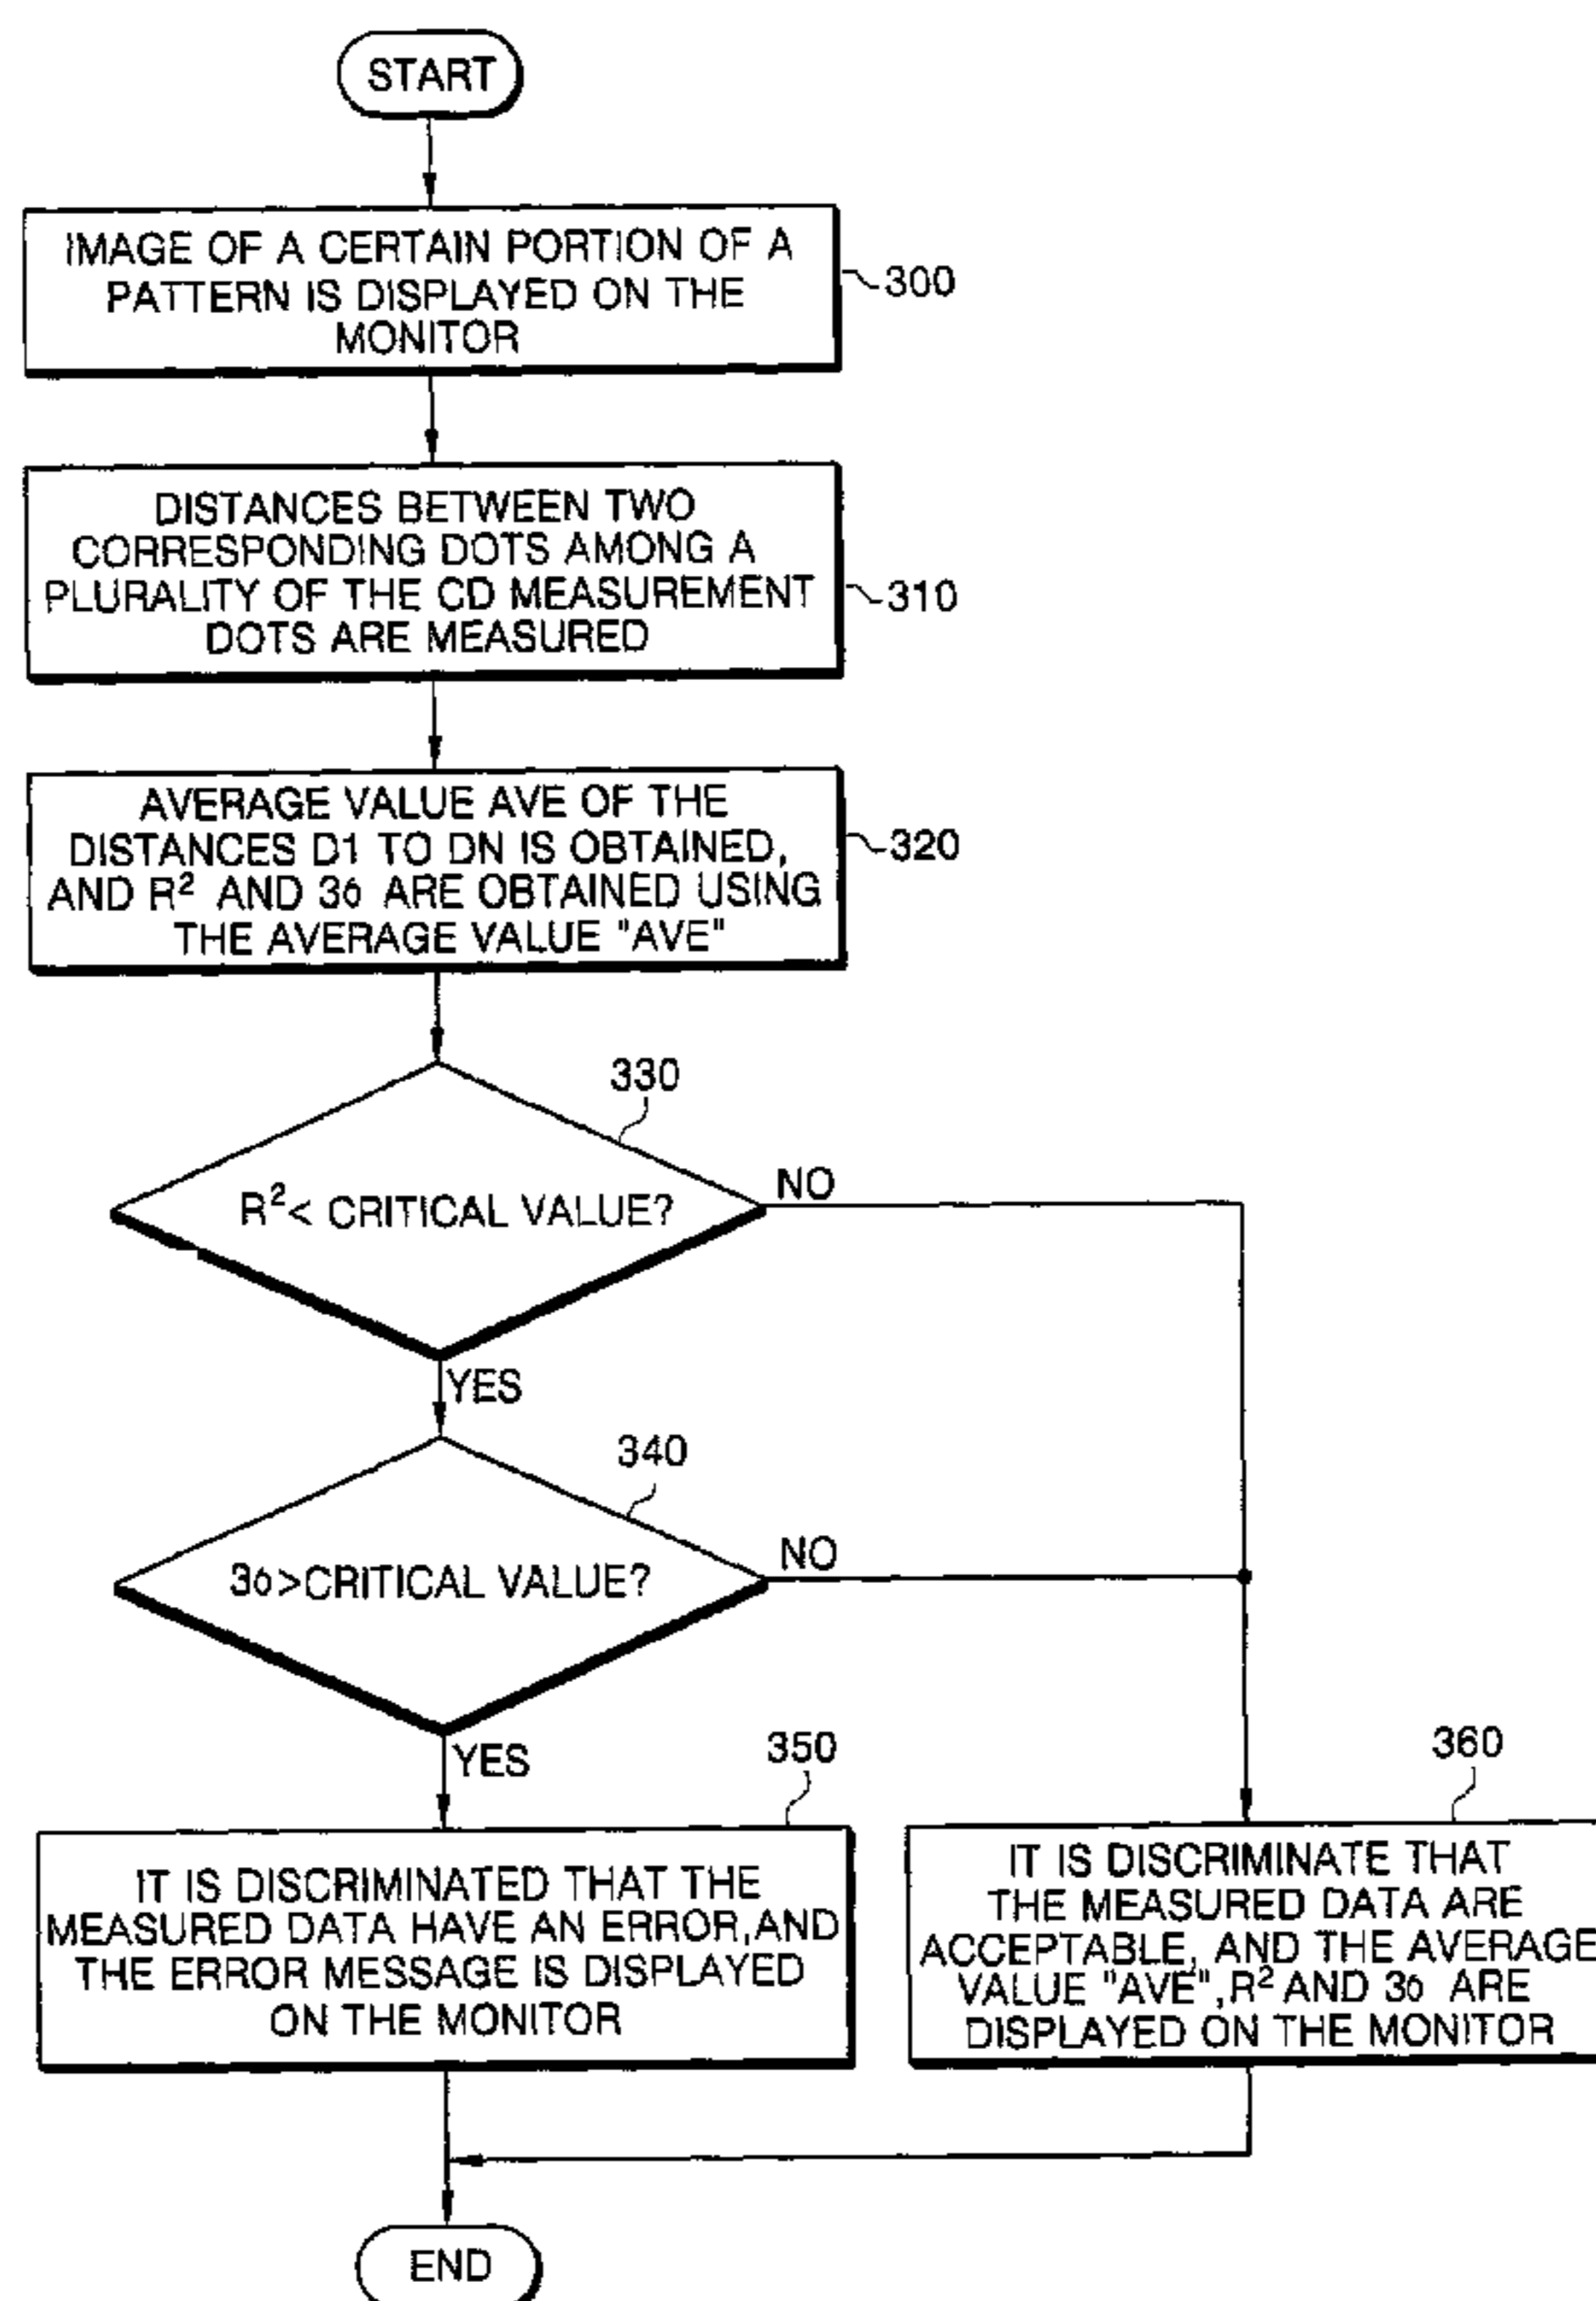 START
IMAGE OF A CERTAIN PORTION OF A
PATTERN IS DISPLAYED ON THE
MONITOR
300
DISTANCES BETWEEN TWO
CORRESPONDING DOTS AMONG A
PLURALITY OF THE CD MEASUREMENT
DOTS ARE MEASURED
310
AVERAGE VALUE AVE OF THE
DISTANCES D1 TO DN IS OBTAINED,
AND R² AND 3σ ARE OBTAINED USING
THE AVERAGE VALUE "AVE"
320
330
R²< CRITICAL VALUE?
NO
YES
340
3σ>CRITICAL VALUE?
NO
YES
350
IT IS DISCRIMINATED THAT THE
MEASURED DATA HAVE AN ERROR,AND
THE ERROR MESSAGE IS DISPLAYED
ON THE MONITOR
360
IT IS DISCRIMINATE THAT
THE MEASURED DATA ARE
ACCEPTABLE, AND THE AVERAGE
VALUE "AVE",R² AND 3σ ARE
DISPLAYED ON THE MONITOR
END